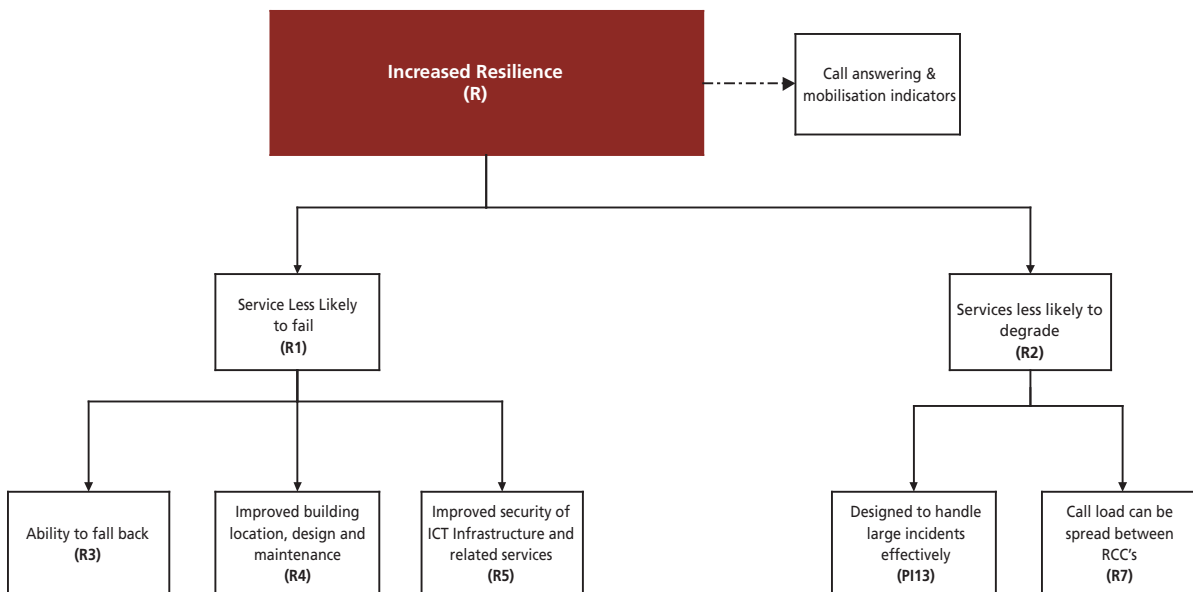 Increased Resilience
(R)
Call answering &
mobilisation indicators
Service Less Likely
to fail
(R1)
Services less likely to
degrade
(R2)
Ability to fall back
(R3)
Improved building
location, design and
maintenance
(R4)
Improved security of
ICT Infrastructure and
related services
(R5)
Designed to handle
large incidents
effectively
(PI13)
Call load can be
spread between
RCC's
(R7)